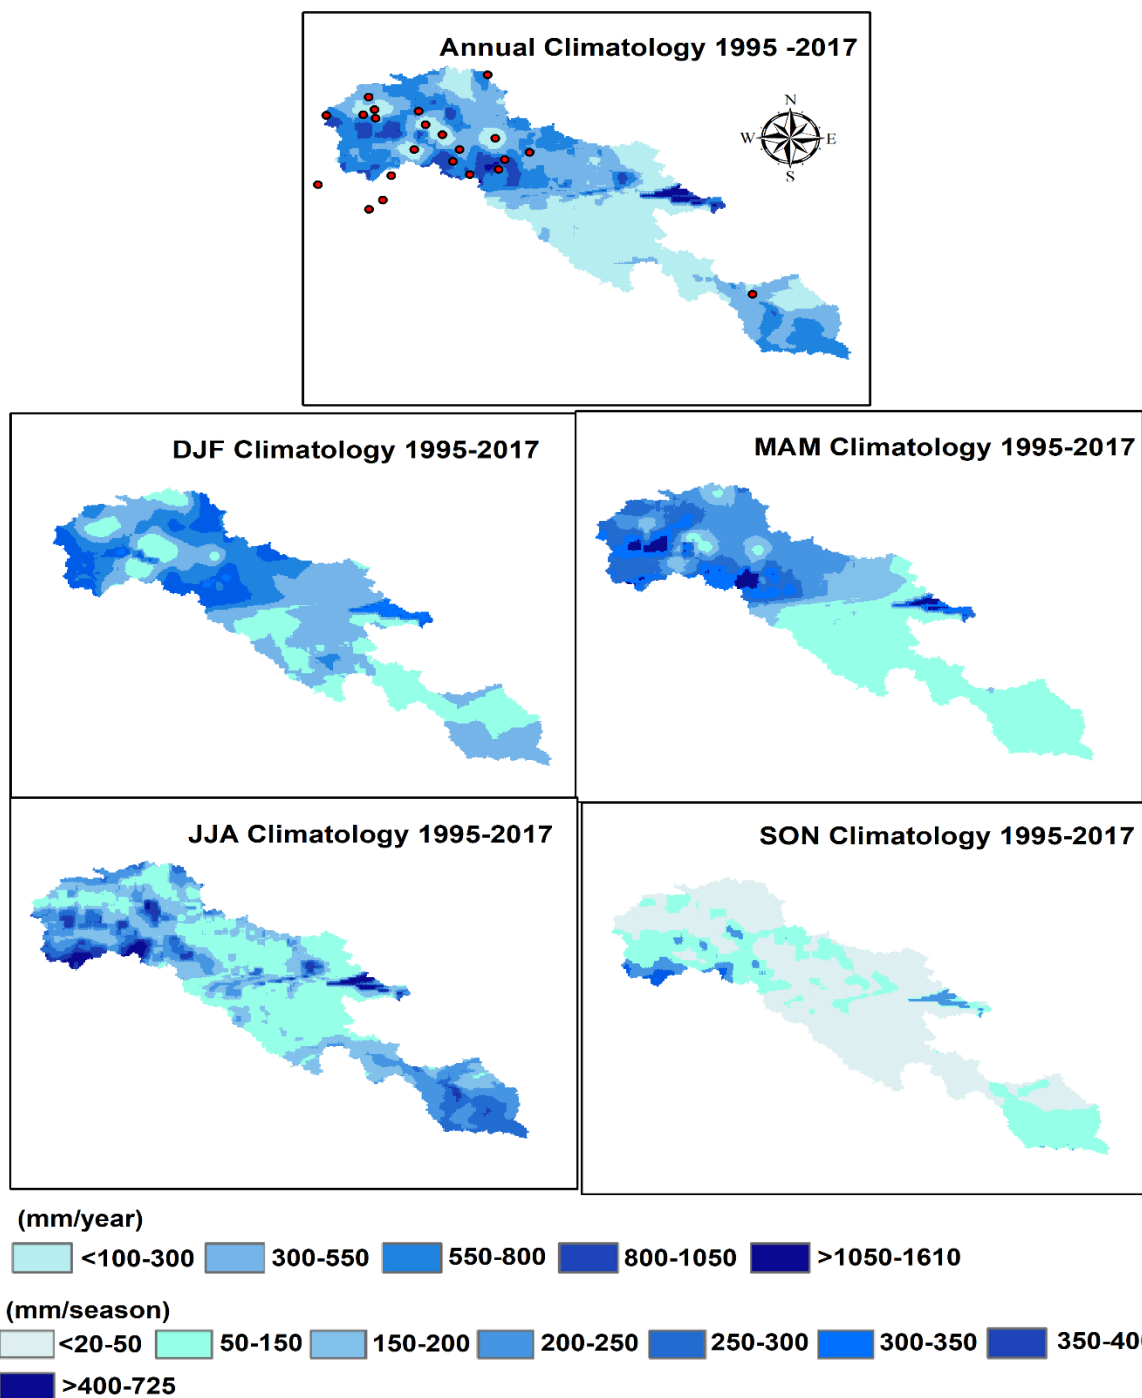 Annual Climatology 1995 -2017
N
W E
S
DJF Climatology 1995-2017
MAM Climatology 1995-2017
JJA Climatology 1995-2017
SON Climatology 1995-2017
(mm/year)
<100-300 300-550 550-800 800-1050 >1050-1610
(mm/season)
<20-50 50-150 150-200 200-250 250-300 300-350 350-40
>400-725